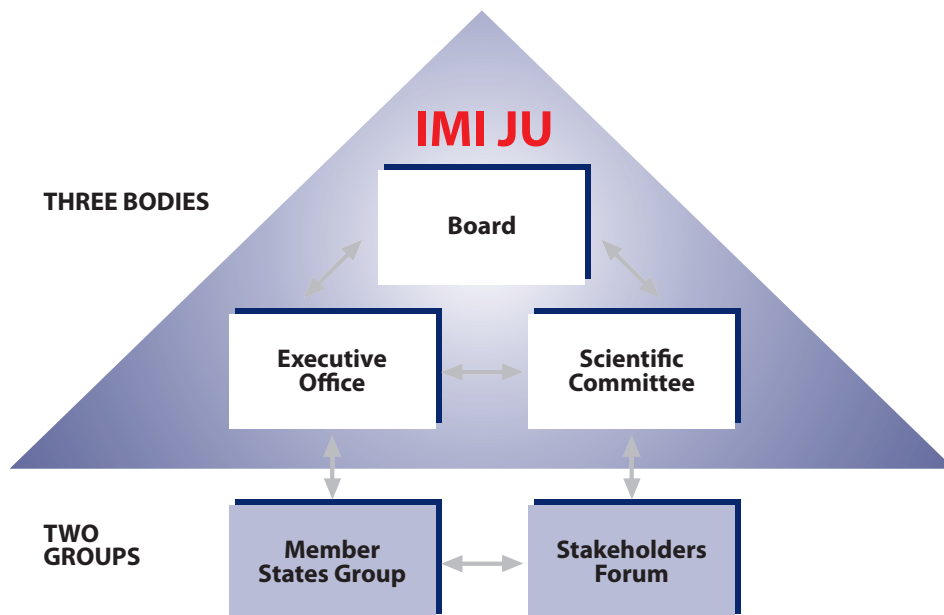 IMI JU
THREE BODIES
Board
Executive
Office
Scientific
Committee
TWO
GROUPS
Member
States Group
Stakeholders
Forum